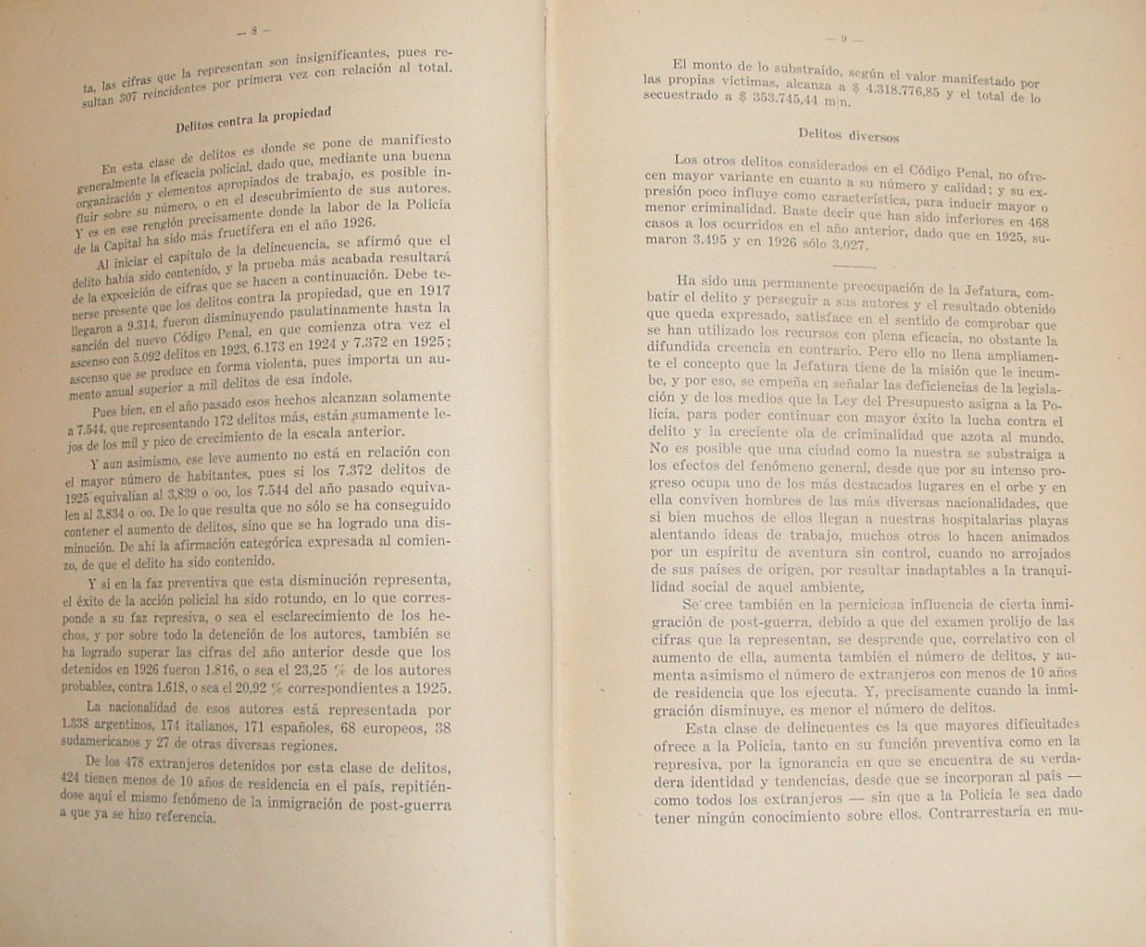 — 8 —
ta, las cifras que la representan son insignificantes, pues re-
sultan 307 reincidentes por primera vez con relación al total.
Delitos contra la propiedad
En esta clase de delitos es donde se pone de manifiesto
generalmente la eficacia policial, dado que, mediante una buena
organización y elementos apropiados de trabajo, es posible in-
fluir sobre su número, o en el descubrimiento de sus autores.
Y es en ese renglón precisamente donde la labor de la Policía
de la Capital ha sido más fructífera en el año 1926.
Al iniciar el capítulo de la delincuencia, se afirmó que el
delito había sido contenido, y la prueba más acabada resultará
de la exposición de cifras que se hacen a continuación. Debe te-
nerse presente que los delitos contra la propiedad, que en 1917
llegaron a 9.314, fueron disminuyendo paulatinamente hasta la
sanción del nuevo Código Penal, en que comienza otra vez el
ascenso con 5.092 delitos en 1923, 6.173 en 1924 y 7.372 en 1925;
ascenso que se produce en forma violenta, pues importa un au-
mento anual superior a mil delitos de esa índole.
Pues bien, en el año pasado esos hechos alcanzan solamente
a 7.544, que representando 172 delitos más, están sumamente le-
jos de los mil y pico de crecimiento de la escala anterior.
Y aun asimismo, ese leve aumento no está en relación con
el mayor número de habitantes, pues si los 7.372 delitos de
1925 equivalían al 3,839 o/oo, los 7.544 del año pasado equiva-
len al 3,834 o/oo. De lo que resulta que no sólo se ha conseguido
contener el aumento de delitos, sino que se ha logrado una dis-
minución. De ahí la afirmación categórica expresada al comien-
zo, de que el delito ha sido contenido.
Y si en la faz preventiva que esta disminución representa,
el éxito de la acción policial ha sido rotundo, en lo que corres-
ponde a su faz represiva, o sea el esclarecimiento de los he-
chos, y por sobre todo la detención de los autores, también se
ha logrado superar las cifras del año anterior desde que los
detenidos en 1926 fueron 1.816, o sea el 23,25 % de los autores
probables, contra 1.618, o sea el 20,92 % correspondientes a 1925.
La nacionalidad de esos autores está representada por
1.338 argentinos, 174 italianos, 171 españoles, 68 europeos, 38
sudamericanos y 27 de otras diversas regiones.
De los 478 extranjeros detenidos por esta clase de delitos,
424 tienen menos de 10 años de residencia en el país, repitién-
dose aquí el mismo fenómeno de la inmigración de post-guerra
a que ya se hizo referencia.
— 9 —
El monto de lo substraído, según el valor manifestado por
las propias víctimas, alcanza a $ 4.318.776,85 y el total de lo
secuestrado a $ 353.745,44 m|n.
Delitos diversos
Los otros delitos considerados en el Código Penal, no ofre-
cen mayor variante en cuanto a su número y calidad; y su ex-
presión poco influye como característica, para inducir mayor o
menor criminalidad. Baste decir que han sido inferiores en 468
casos a los ocurridos en el año anterior, dado que en 1925, su-
maron 3.495 y en 1926 sólo 3.027.
Ha sido una permanente preocupación de la Jefatura, com-
batir el delito y perseguir a sus autores y el resultado obtenido
que queda expresado, satisface en el sentido de comprobar que
se han utilizado los recursos con plena eficacia, no obstante la
difundida creencia en contrario. Pero ello no llena ampliamen-
te el concepto que la Jefatura tiene de la misión que le incum-
be, y por eso, se empeña en señalar las deficiencias de la legisla-
ción y de los medios que la Ley del Presupuesto asigna a la Po-
licía, para poder continuar con mayor éxito la lucha contra el
delito y la creciente ola de criminalidad que azota al mundo.
No es posible que una ciudad como la nuestra se substraiga a
los efectos del fenómeno general, desde que por su intenso pro-
greso ocupa uno de los más destacados lugares en el orbe y en
ella conviven hombres de las más diversas nacionalidades, que
si bien muchos de ellos llegan a nuestras hospitalarias playas
alentando ideas de trabajo, muchos otros lo hacen animados
por un espíritu de aventura sin control, cuando no arrojados
de sus países de origen, por resultar inadaptables a la tranqui-
lidad social de aquel ambiente.
Se cree también en la perniciosa influencia de cierta inmi-
gración de post-guerra, debido a que del examen prolijo de las
cifras que la representan, se desprende que, correlativo con el
aumento de ella, aumenta también el número de delitos, y au-
menta asimismo el número de extranjeros con menos de 10 años
de residencia que los ejecuta. Y, precisamente cuando la inmi-
gración disminuye, es menor el número de delitos.
Esta clase de delincuentes es la que mayores dificultades
ofrece a la Policía, tanto en su función preventiva como en la
represiva, por la ignorancia en que se encuentra de su verda-
dera identidad y tendencias, desde que se incorporan al país —
como todos los extranjeros — sin que a la Policía le sea dado
tener ningún conocimiento sobre ellos. Contrarrestaría en mu-